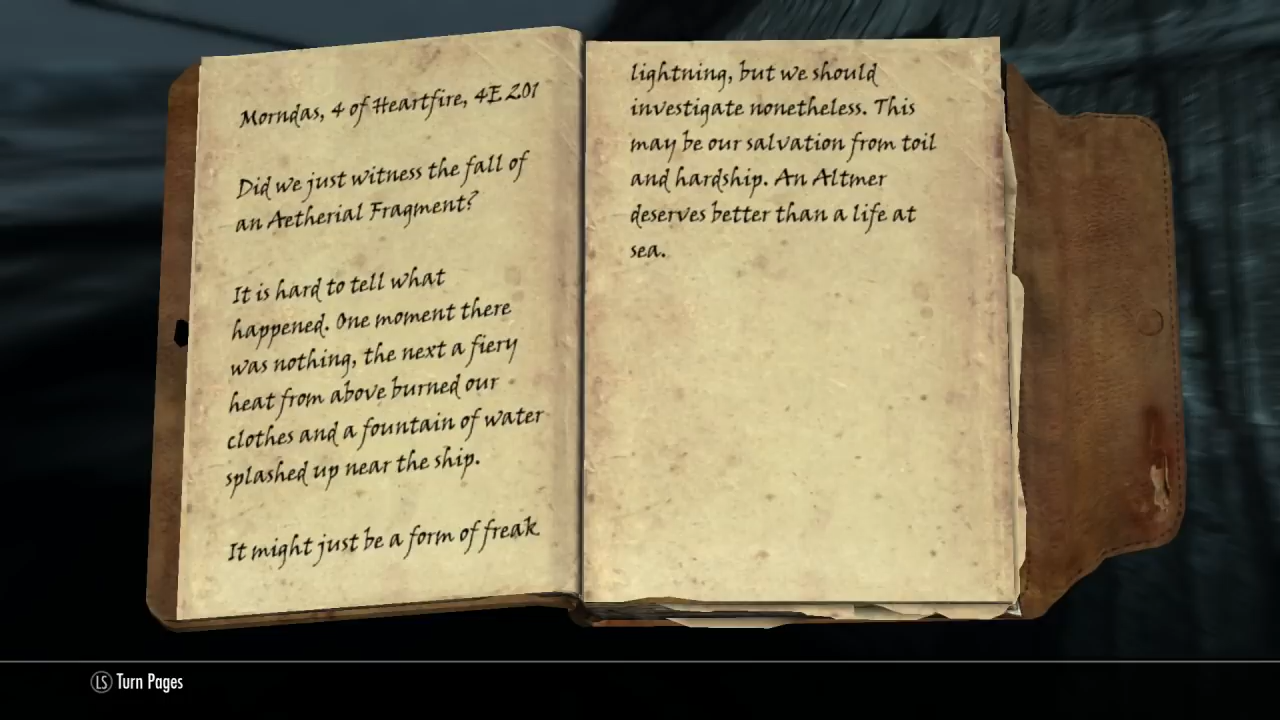 Morndas, 4 of Heartfire, 4E 201
Did we just witness the fall of
an Aetherial Fragment?
It is hard to tell what
happened. One moment there
was nothing, the next a fiery
heat from above burned our
clothes and a fountain of water
splashed up near the ship.
It might just be a form of freak
lightning, but we should
investigate nonetheless. This
may be our salvation from toil
and hardship. An Altmer
deserves better than a life at
sea.
LS Turn Pages